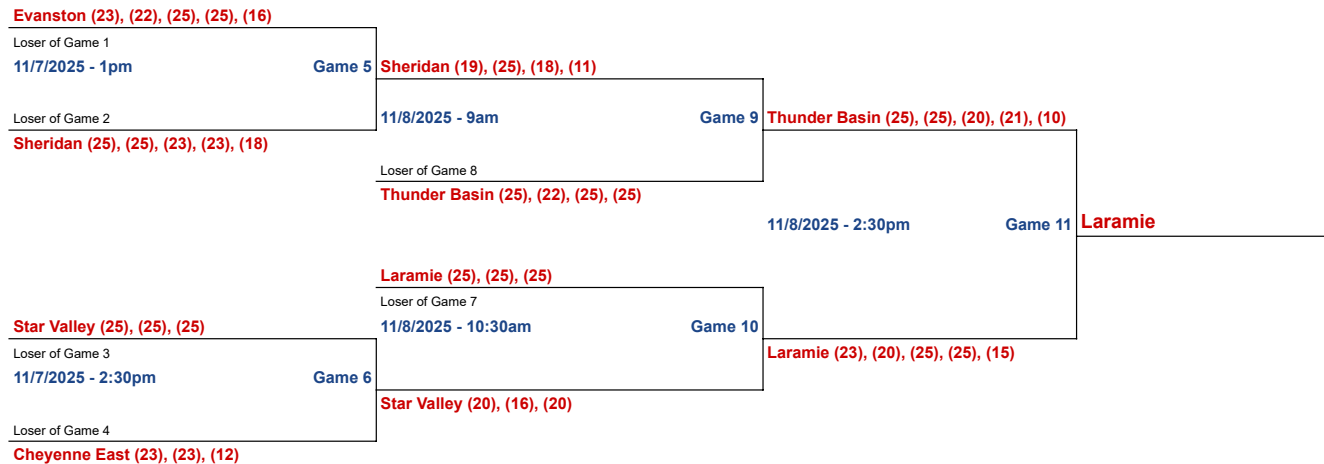 Evanston (23), (22), (25), (25), (16)
Loser of Game 1
11/7/2025 - 1pm Game 5
Loser of Game 2
Sheridan (25), (25), (23), (23), (18)
Sheridan (19), (25), (18), (11)
11/8/2025 - 9am Game 9
Loser of Game 8
Thunder Basin (25), (22), (25), (25)
Thunder Basin (25), (25), (20), (21), (10)
11/8/2025 - 2:30pm Game 11
Laramie
Laramie (25), (25), (25)
Loser of Game 7
11/8/2025 - 10:30am Game 10
Laramie (23), (20), (25), (25), (15)
Star Valley (25), (25), (25)
Loser of Game 3
11/7/2025 - 2:30pm Game 6
Star Valley (20), (16), (20)
Loser of Game 4
Cheyenne East (23), (23), (12)